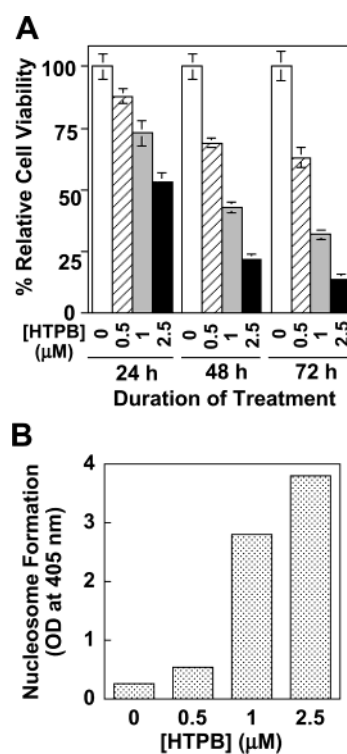 A
% Relative Cell Viability
100
75
50
25
0
[HTPB] 0 0.5 1 2.5 0 0.5 1 2.5 0 0.5 1 2.5
(μM)
24 h 48 h 72 h
Duration of Treatment
B
Nucleosome Formation
(OD at 405 nm)
4
3
2
1
0
0 0.5 1 2.5
[HTPB] (μM)